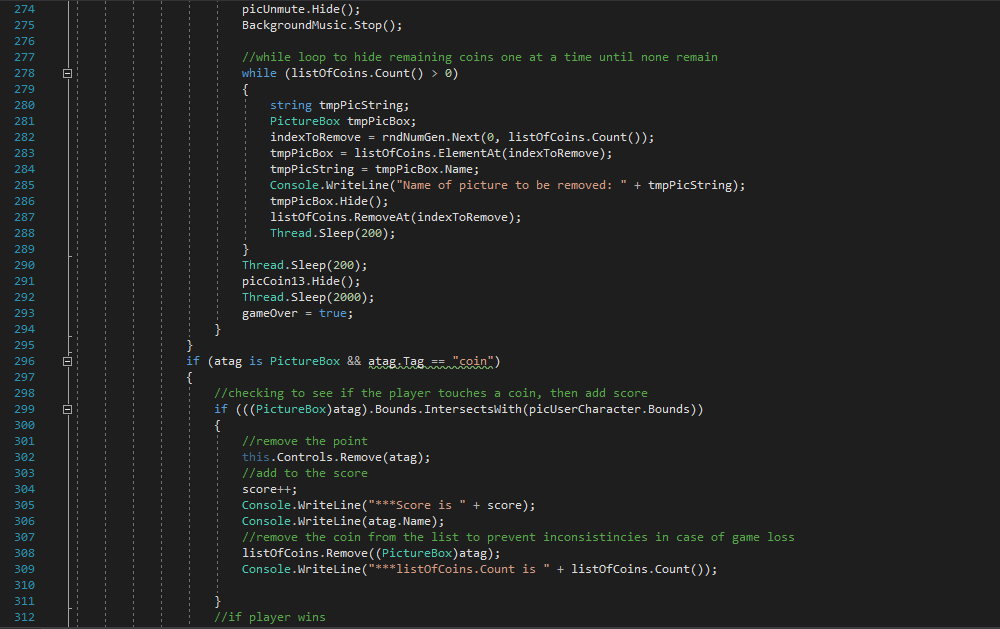 274 picUnmute.Hide();
275 BackgroundMusic.Stop();
276
277 //while loop to hide remaining coins one at a time until none remain
278 while (listOfCoins.Count() > 0)
279 {
280 string tmpPicString;
281 PictureBox tmpPicBox;
282 indexToRemove = rndNumGen.Next(0, listOfCoins.Count());
283 tmpPicBox = listOfCoins.ElementAt(indexToRemove);
284 tmpPicString = tmpPicBox.Name;
285 Console.WriteLine("Name of picture to be removed: " + tmpPicString);
286 tmpPicBox.Hide();
287 listOfCoins.RemoveAt(indexToRemove);
288 Thread.Sleep(200);
289 }
290 Thread.Sleep(200);
291 picCoin13.Hide();
292 Thread.Sleep(2000);
293 gameOver = true;
294 }
295 }
296 if (atag is PictureBox && atag.Tag == "coin")
297 {
298 //checking to see if the player touches a coin, then add score
299 if (((PictureBox)atag).Bounds.IntersectsWith(picUserCharacter.Bounds))
300 {
301 //remove the point
302 this.Controls.Remove(atag);
303 //add to the score
304 score++;
305 Console.WriteLine("***Score is " + score);
306 Console.WriteLine(atag.Name);
307 //remove the coin from the list to prevent inconsistincies in case of game loss
308 listOfCoins.Remove((PictureBox)atag);
309 Console.WriteLine("***listOfCoins.Count is " + listOfCoins.Count());
310
311 }
312 //if player wins